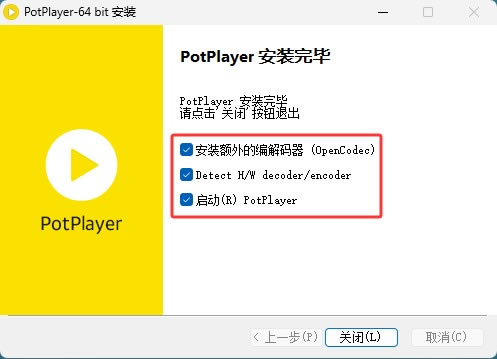 PotPlayer-64 bit 安装
PotPlayer 安装完毕
PotPlayer 安装完毕
请点击'关闭'按钮退出
安装额外的编解码器 (OpenCodec)
Detect H/W decoder/encoder
启动(R) PotPlayer
PotPlayer
< 上一步(P)
关闭(L)
取消(C)